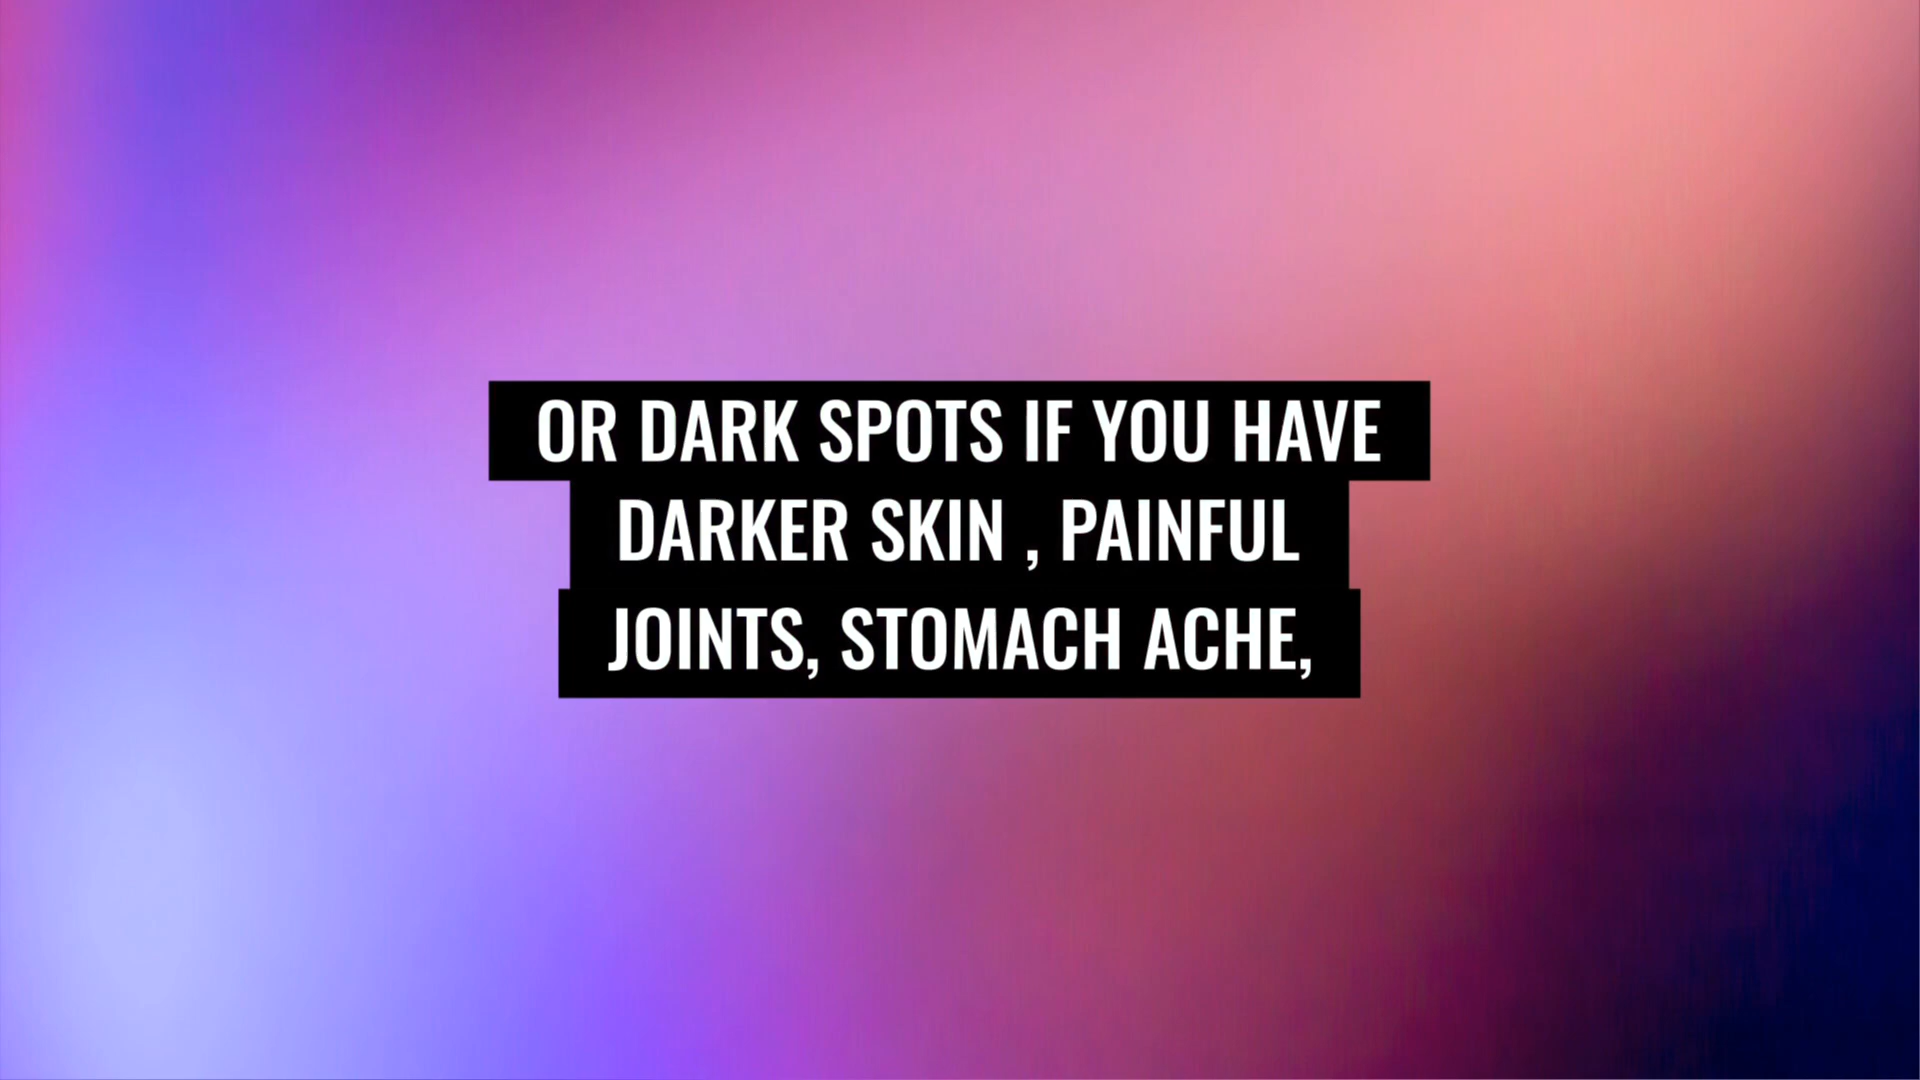 OR DARK SPOTS IF YOU HAVE
DARKER SKIN , PAINFUL
JOINTS, STOMACH ACHE,